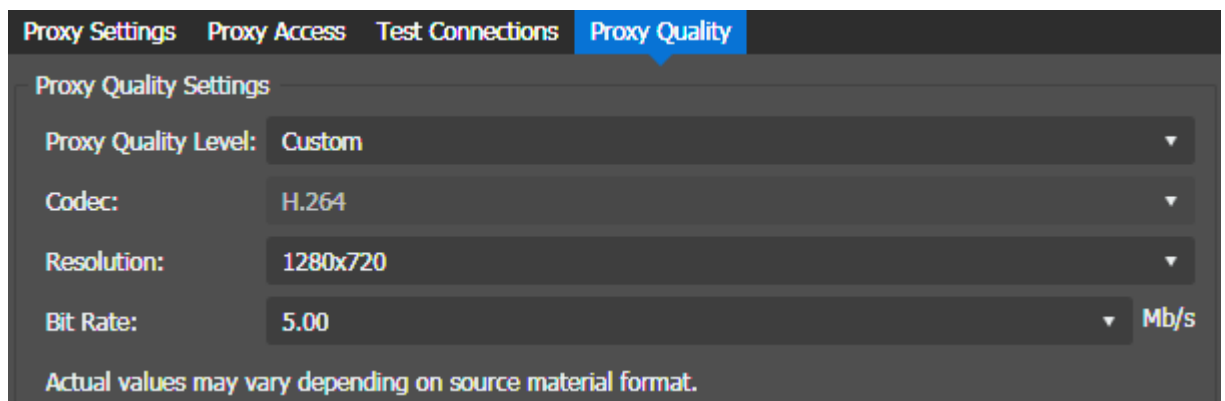 Proxy Settings Proxy Access Test Connections Proxy Quality
Proxy Quality Settings
Proxy Quality Level: Custom
Codec: H.264
Resolution: 1280x720
Bit Rate: 5.00 Mb/s
Actual values may vary depending on source material format.